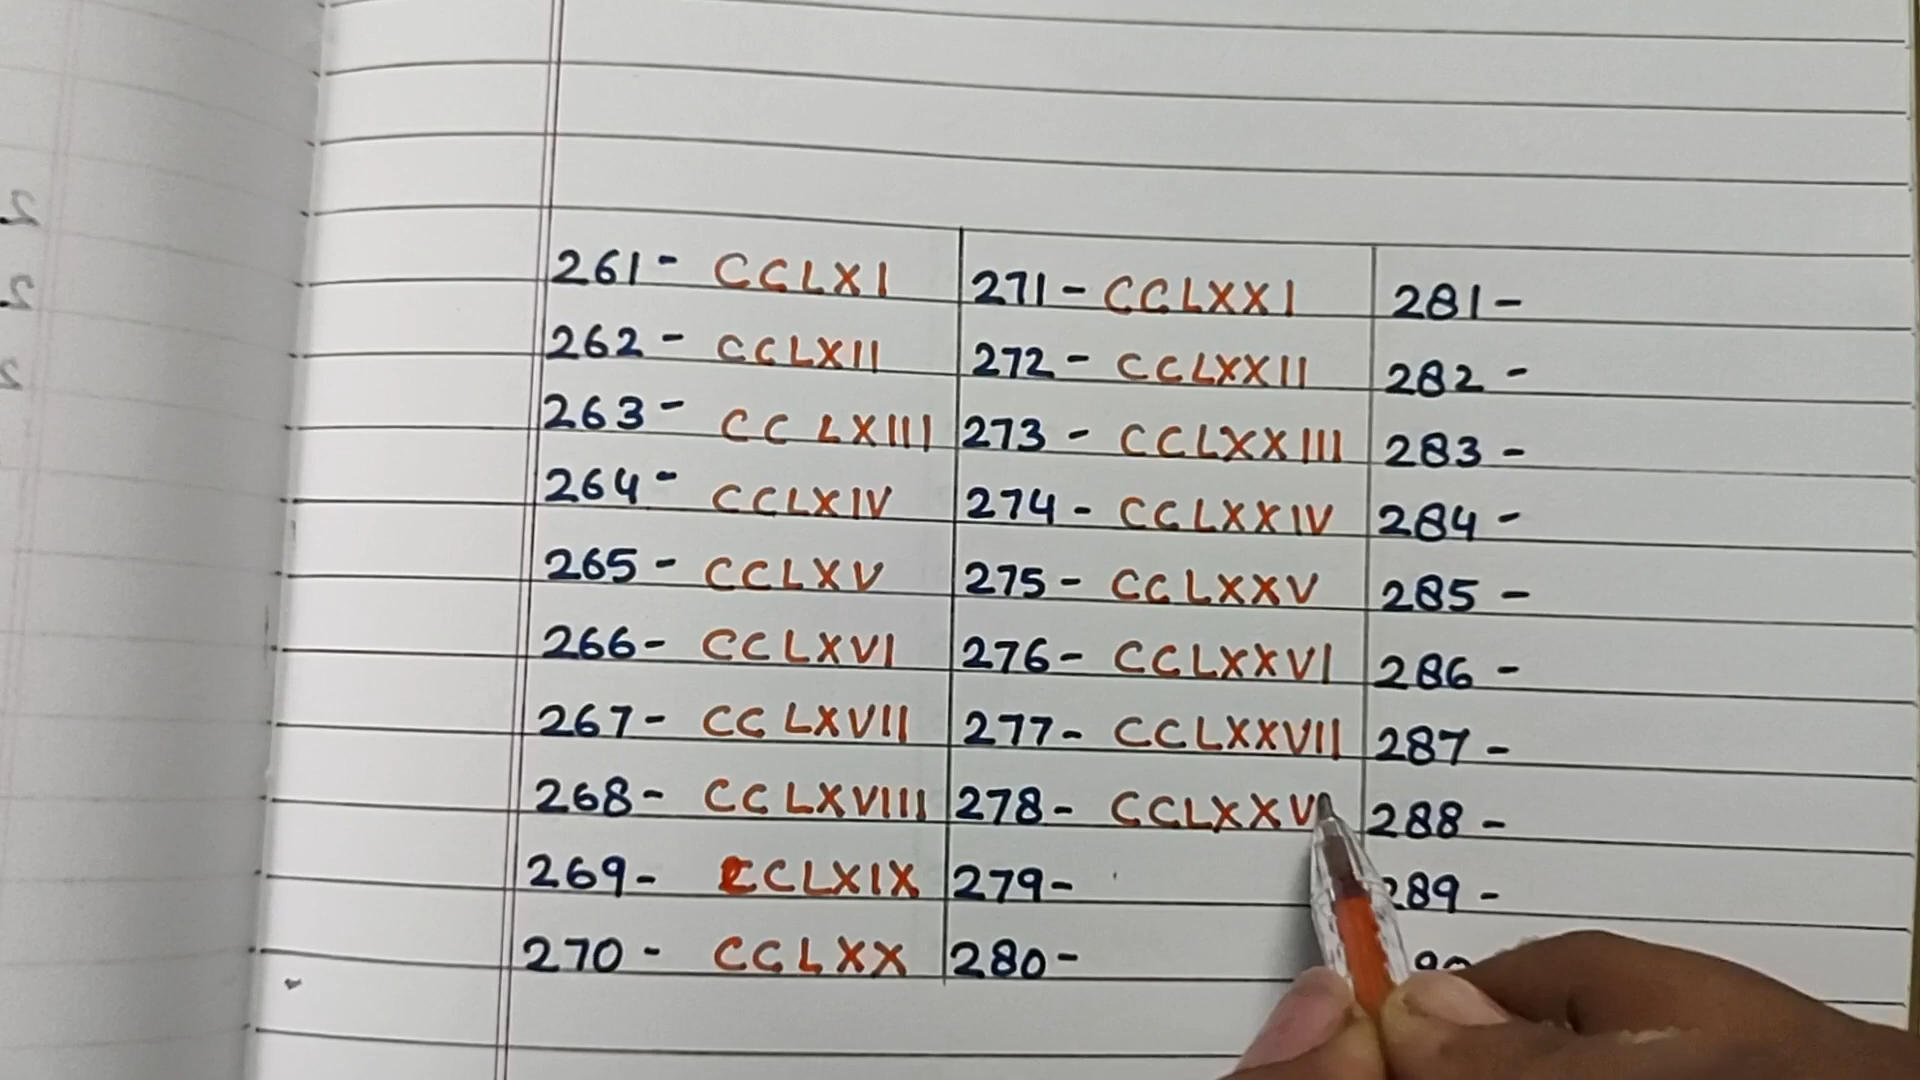 261- CCLXI 271- CCLXXI 281-
262- CCLXII 272- CCLXXII 282-
263- CCLXIII 273- CCLXXIII 283-
264- CCLXIV 274- CCLXXIV 284-
265- CCLXV 275- CCLXXV 285-
266- CCLXVI 276- CCLXXVI 286-
267- CCLXVII 277- CCLXXVII 287-
268- CCLXVIII 278- CCLXXV 288-
269- CCLXIX 279- 289-
270- CCLXX 280-